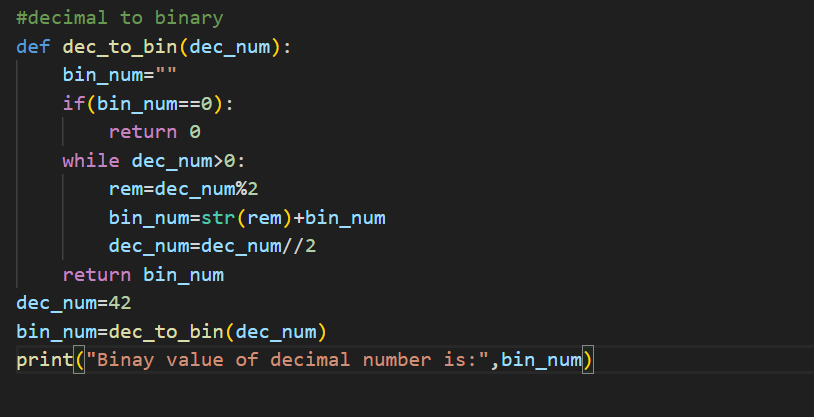 #decimal to binary
def dec_to_bin(dec_num):
    bin_num=""
    if(bin_num==0):
        return 0
    while dec_num>0:
        rem=dec_num%2
        bin_num=str(rem)+bin_num
        dec_num=dec_num//2
    return bin_num
dec_num=42
bin_num=dec_to_bin(dec_num)
print("Binay value of decimal number is:",bin_num)